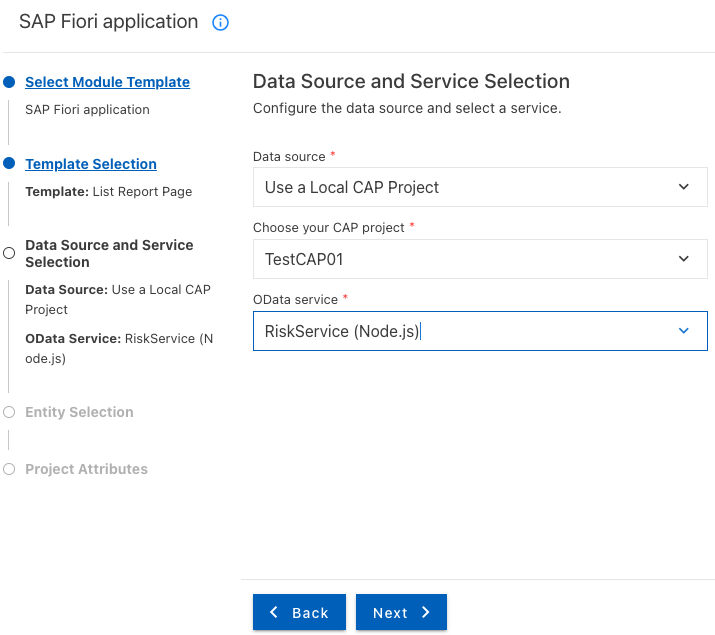 SAP Fiori application
Select Module Template
SAP Fiori application
Template Selection
Template: List Report Page
Data Source and Service
Selection
Data Source: Use a Local CAP
Project
OData Service: RiskService (N
ode.js)
Entity Selection
Project Attributes
Data Source and Service Selection
Configure the data source and select a service.
Data source *
Use a Local CAP Project
Choose your CAP project *
TestCAP01
OData service *
RiskService (Node.js)
Back
Next